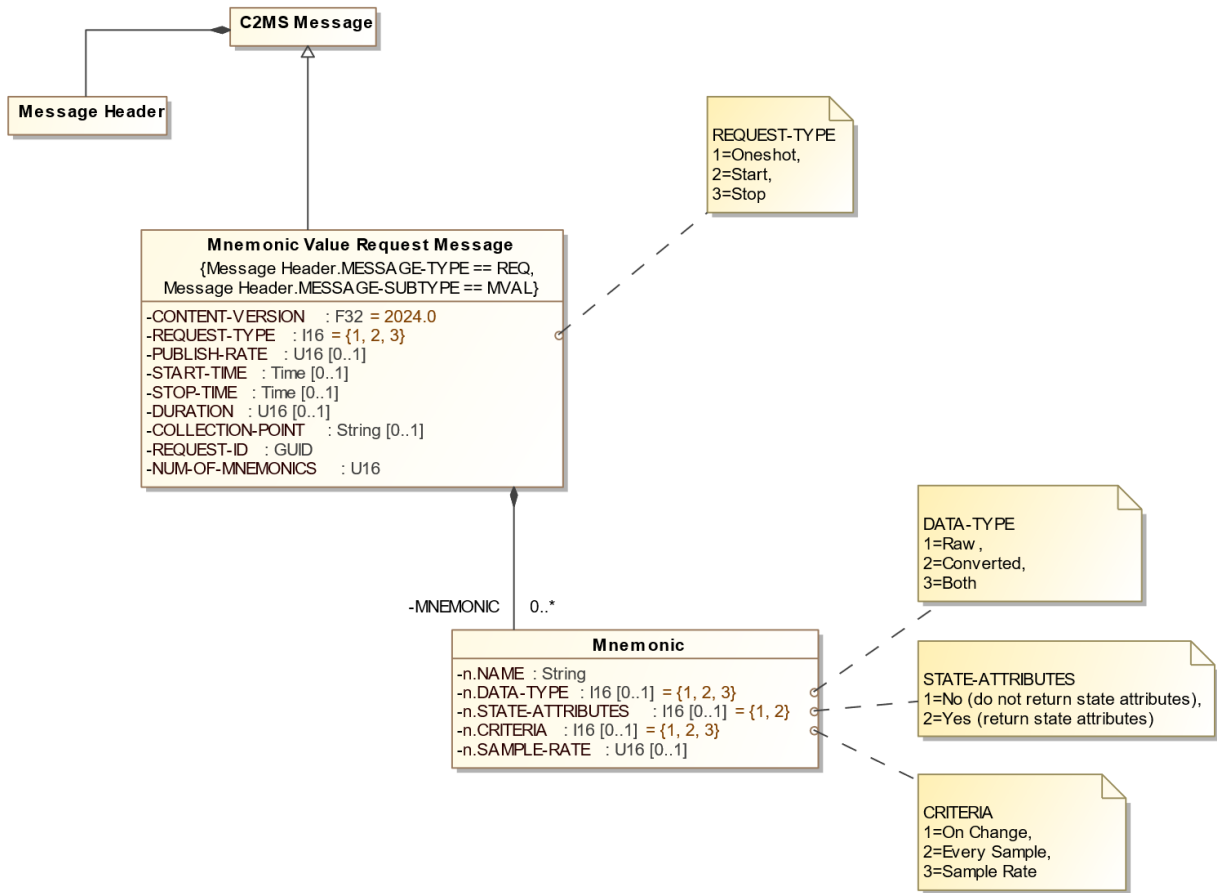 C2MS Message
Message Header
REQUEST-TYPE
1=Oneshot,
2=Start,
3=Stop
Mnemonic Value Request Message
{Message Header.MESSAGE-TYPE == REQ,
Message Header.MESSAGE-SUBTYPE == MVAL}
-CONTENT-VERSION : F32 = 2024.0
-REQUEST-TYPE : I16 = {1, 2, 3}
-PUBLISH-RATE : U16 [0..1]
-START-TIME : Time [0..1]
-STOP-TIME : Time [0..1]
-DURATION : U16 [0..1]
-COLLECTION-POINT : String [0..1]
-REQUEST-ID : GUID
-NUM-OF-MNEMONICS : U16
-MNEMONIC 0..*
Mnemonic
-n.NAME : String
-n.DATA-TYPE : I16 [0..1] = {1, 2, 3}
-n.STATE-ATTRIBUTES : I16 [0..1] = {1, 2}
-n.CRITERIA : I16 [0..1] = {1, 2, 3}
-n.SAMPLE-RATE : U16 [0..1]
DATA-TYPE
1=Raw,
2=Converted,
3=Both
STATE-ATTRIBUTES
1=No (do not return state attributes),
2=Yes (return state attributes)
CRITERIA
1=On Change,
2=Every Sample,
3=Sample Rate